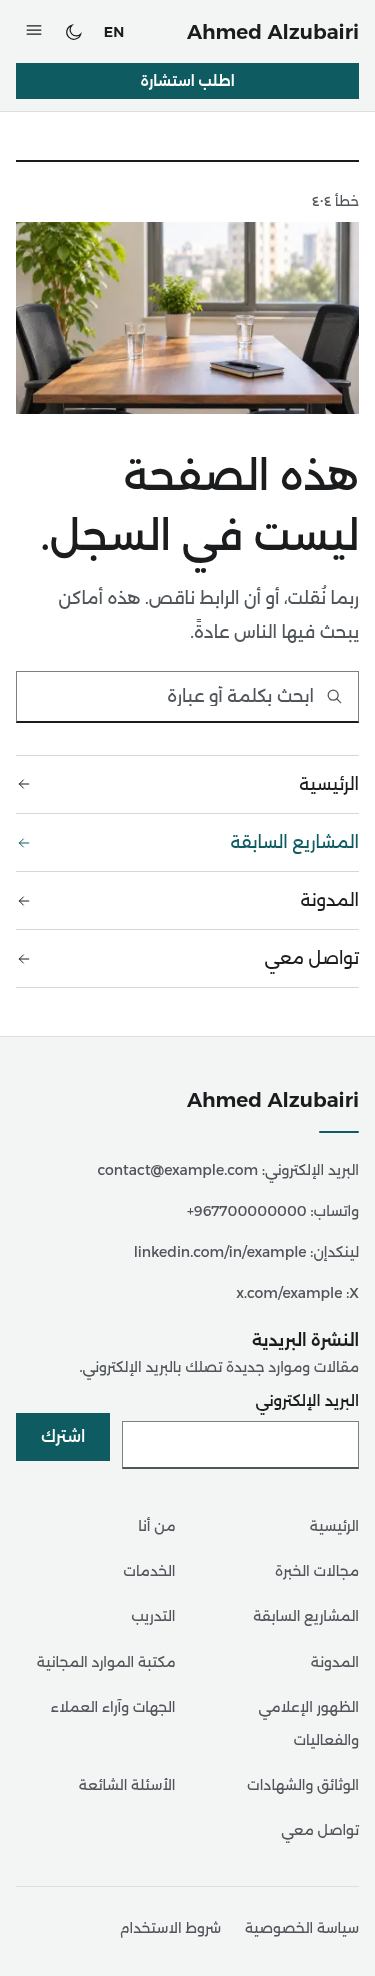 Ahmed Alzubairi
EN
اطلب استشارة
خطأ ٤٠٤
هذه الصفحة
ليست في السجل.
ربما نُقلت، أو أن الرابط ناقص. هذه أماكن
يبحث فيها الناس عادةً.
ابحث بكلمة أو عبارة
الرئيسية
المشاريع السابقة
المدونة
تواصل معي
Ahmed Alzubairi
البريد الإلكتروني: contact@example.com
واتساب: 967700000000+
لينكدإن: linkedin.com/in/example
X: x.com/example
النشرة البريدية
مقالات وموارد جديدة تصلك بالبريد الإلكتروني.
البريد الإلكتروني
اشترك
الرئيسية
من أنا
مجالات الخبرة
الخدمات
المشاريع السابقة
التدريب
المدونة
مكتبة الموارد المجانية
الظهور الإعلامي
والفعاليات
الجهات وآراء العملاء
الوثائق والشهادات
الأسئلة الشائعة
تواصل معي
سياسة الخصوصية
شروط الاستخدام